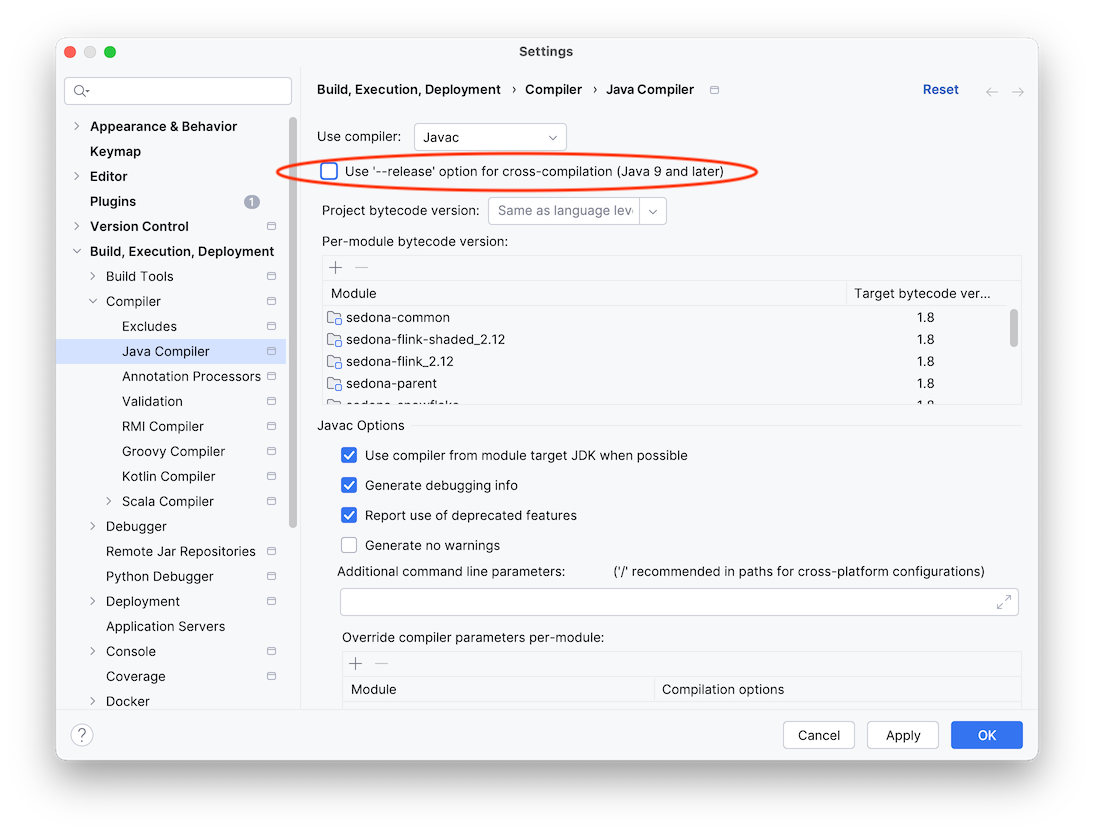 Settings
Appearance & Behavior
Keymap
Editor
Plugins 1
Version Control
Build, Execution, Deployment
Build Tools
Compiler
Excludes
Java Compiler
Annotation Processors
Validation
RMI Compiler
Groovy Compiler
Kotlin Compiler
Scala Compiler
Debugger
Remote Jar Repositories
Python Debugger
Deployment
Application Servers
Console
Coverage
Docker
Build, Execution, Deployment › Compiler › Java Compiler Reset
Use compiler: Javac
Use '--release' option for cross-compilation (Java 9 and later)
Project bytecode version: Same as language leve
Per-module bytecode version:
Module Target bytecode ver...
sedona-common 1.8
sedona-flink-shaded_2.12 1.8
sedona-flink_2.12 1.8
sedona-parent 1.8
sedona-snowflake 1.8
Javac Options
Use compiler from module target JDK when possible
Generate debugging info
Report use of deprecated features
Generate no warnings
Additional command line parameters: ('/' recommended in paths for cross-platform configurations)
Override compiler parameters per-module:
Module Compilation options
? Cancel Apply OK